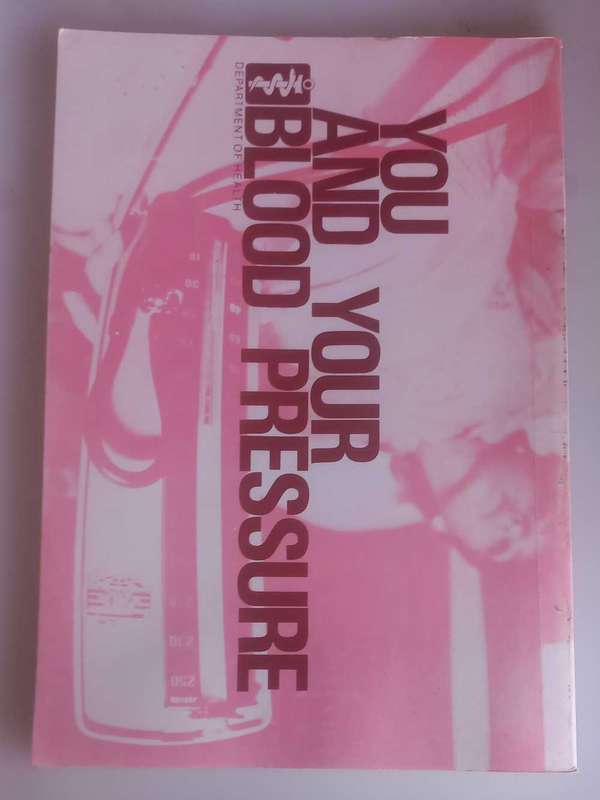 YOU
AND YOUR
BLOOD PRESSURE
DEPARTMENT OF HEALTH